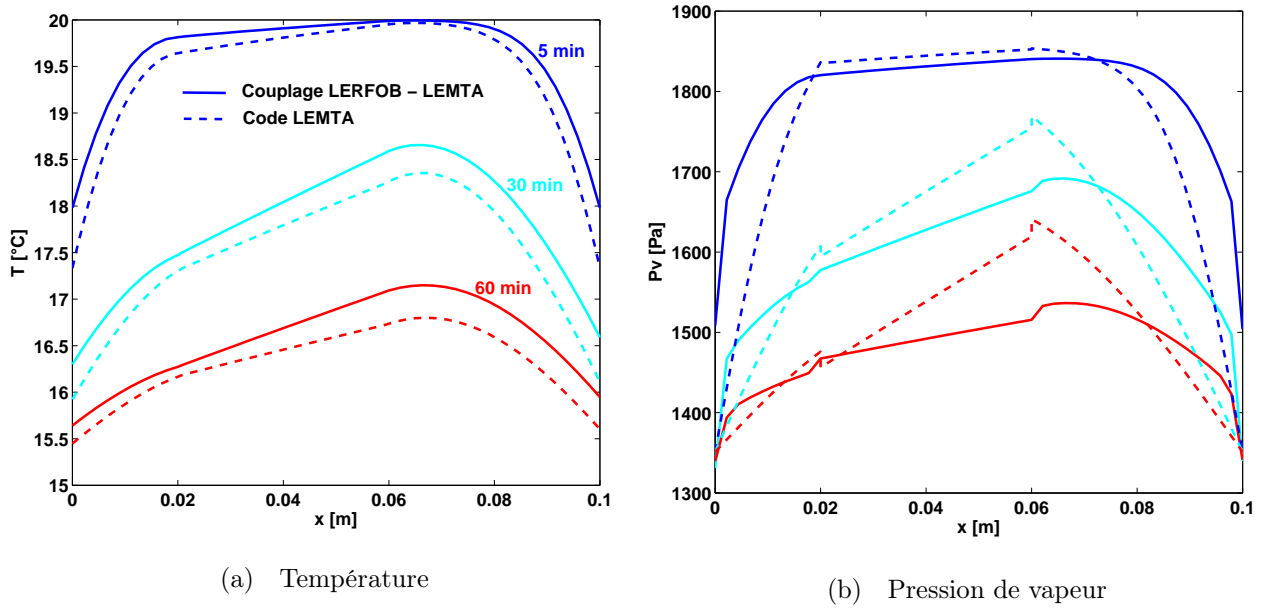 20
19.5
19
18.5
18
17.5
17
16.5
16
15.5
15
T [°C]
0
0.02
0.04
0.06
0.08
0.1
x [m]
5 min
Couplage LERFOB − LEMTA
Code LEMTA
30 min
60 min
(a) Température
1900
1800
1700
1600
1500
1400
1300
Pv [Pa]
0
0.02
0.04
0.06
0.08
0.1
x [m]
(b) Pression de vapeur